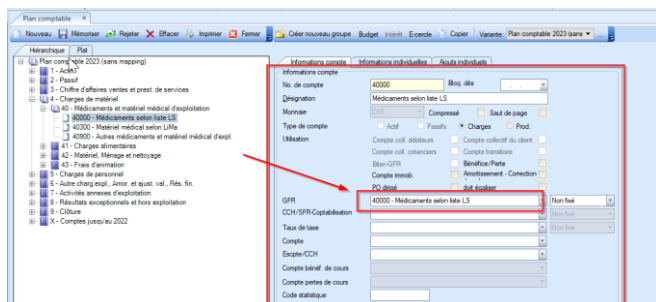 Plan comptable
Nouveau Mémoriser Rejeter Effacer Imprimer Fermer Créer nouveau groupe Budget Intérêt E-cercle Copier Variante: Plan comptable 2023 (sans
Hiérarchique Plat
Plan comptable 2023 (sans mapping)
1 - Actifs
2 - Passif
3 - Chiffre d'affaires ventes et prest. de services
4 - Charges de matériel
40 - Médicaments et matériel médical d'exploitation
40000 - Médicaments selon liste LS
40300 - Matériel médical selon LiMa
40900 - Autres médicaments et matériel médical d'expl.
41 - Charges alimentaires
42 - Matériel, Ménage et nettoyage
43 - Frais d'animation
5 - Charges de personnel
6 - Autre charg.expl., Amor. et ajust. val., Rés. fin.
7 - Activités annexes d'exploitation
8 - Résultats exceptionnels et hors exploitation
9 - Clôture
X - Comptes jusqu'au 2022
Informations compte Informations individuelles Ajouts individuels
Informations compte
No. de compte 40000 Bloq. dès
Désignation Médicaments selon liste LS
Monnaie CHF Compressé Saut de page
Type de compte Actif Passifs Charges Prod.
Utilisation Compte coll. débiteurs Compte collectif du client
Compte coll. créanciers Compte transitoire
Bilan-GFR Bénéfice/Perte
Compte immob. Amortissement - Correction
PO dirigé doit égaliser
GFR 40000 - Médicaments selon liste LS Non fixé
CCH/SFR-Coptabilisation Non fixé
Taux de taxe Non fixé
Compte
Escpte/CCH
Compte bénéf. de cours
Compte pertes de cours
Code statistique